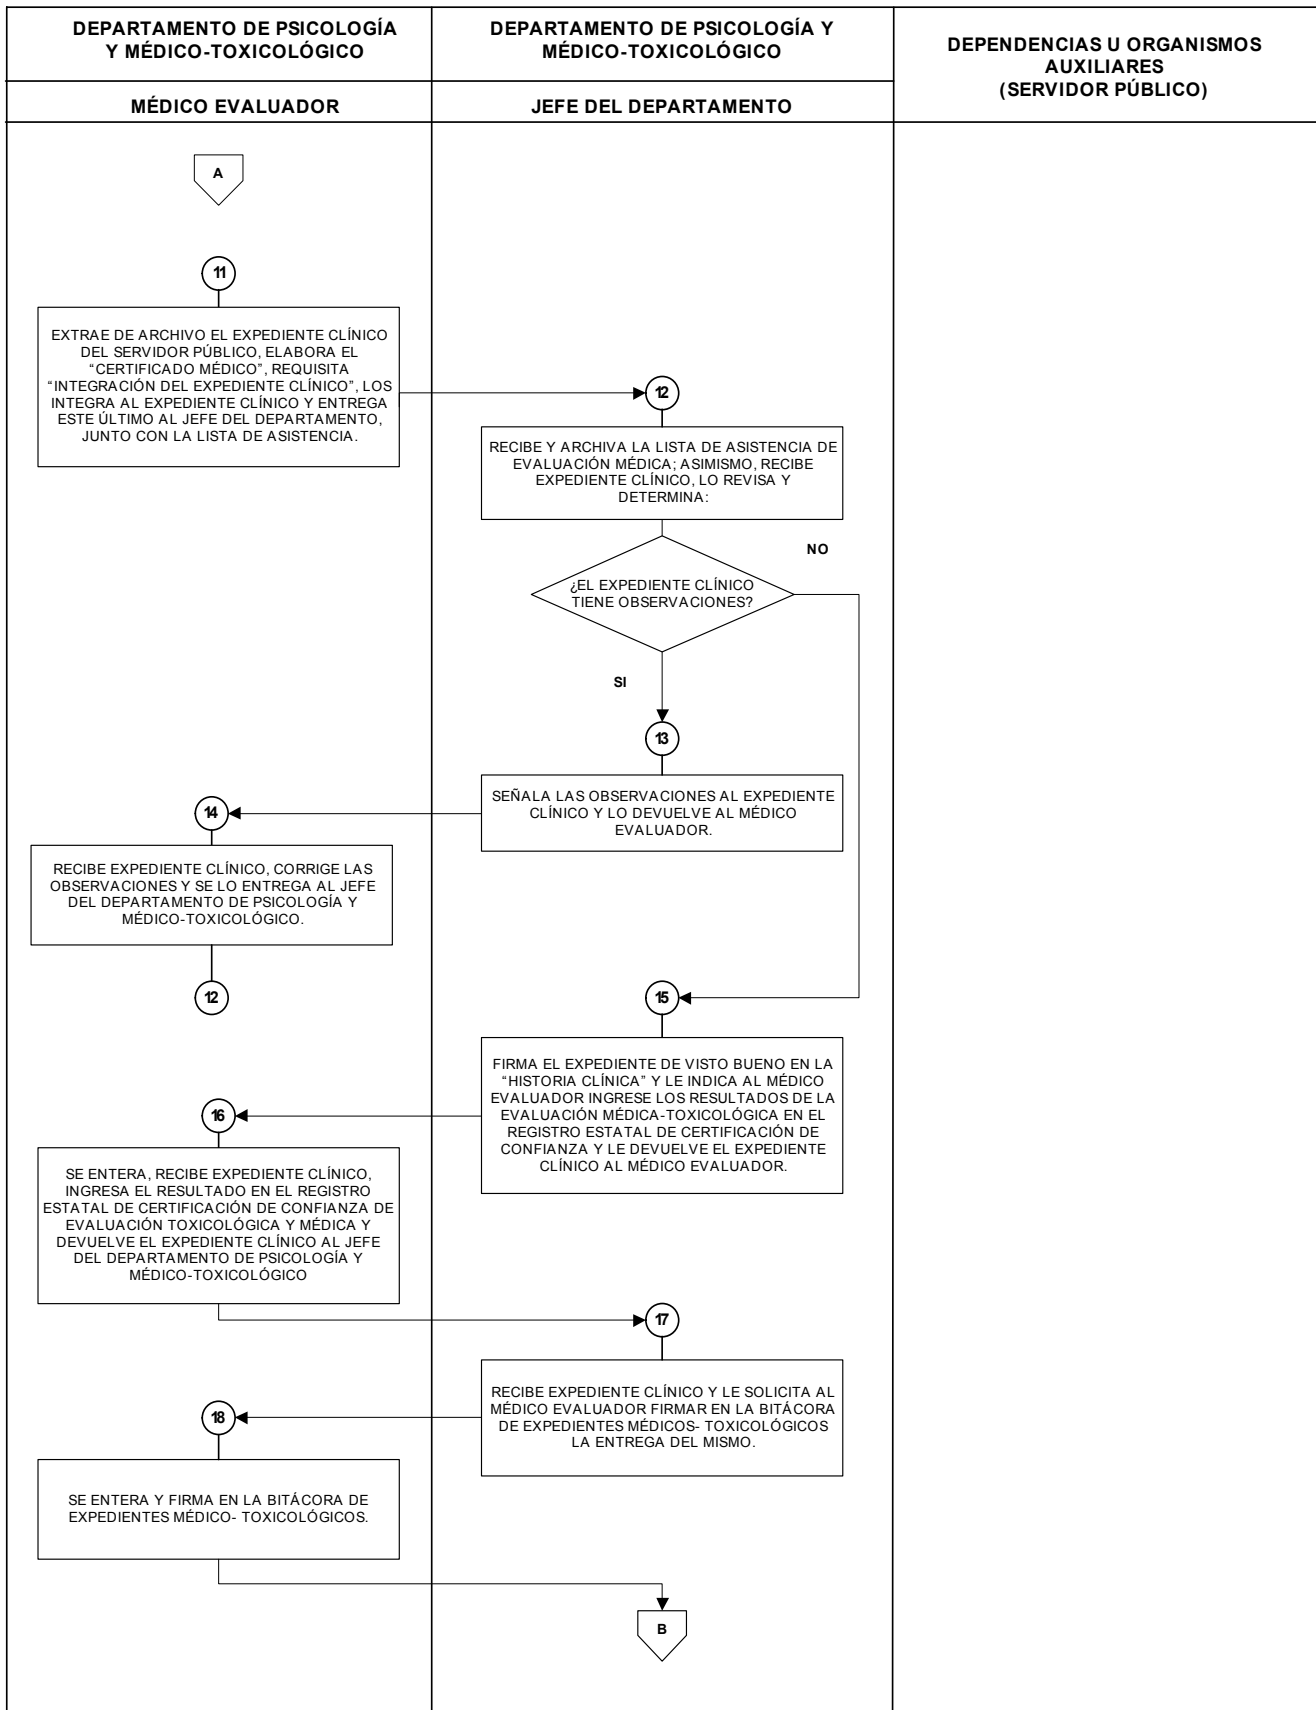 DEPARTAMENTO DE PSICOLOGÍA
Y MÉDICO-TOXICOLÓGICO
MÉDICO EVALUADOR
DEPARTAMENTO DE PSICOLOGÍA Y
MÉDICO-TOXICOLÓGICO
JEFE DEL DEPARTAMENTO
DEPENDENCIAS U ORGANISMOS
AUXILIARES
(SERVIDOR PÚBLICO)
A
11
EXTRAE DE ARCHIVO EL EXPEDIENTE CLÍNICO
DEL SERVIDOR PÚBLICO, ELABORA EL
“CERTIFICADO MÉDICO”, REQUISITA
“INTEGRACIÓN DEL EXPEDIENTE CLÍNICO”, LOS
INTEGRA AL EXPEDIENTE CLÍNICO Y ENTREGA
ESTE ÚLTIMO AL JEFE DEL DEPARTAMENTO,
JUNTO CON LA LISTA DE ASISTENCIA.
12
RECIBE Y ARCHIVA LA LISTA DE ASISTENCIA DE
EVALUACIÓN MÉDICA; ASIMISMO, RECIBE
EXPEDIENTE CLÍNICO, LO REVISA Y
DETERMINA:
NO
¿EL EXPEDIENTE CLÍNICO
TIENE OBSERVACIONES?
SI
13
SEÑALA LAS OBSERVACIONES AL EXPEDIENTE
CLÍNICO Y LO DEVUELVE AL MÉDICO
EVALUADOR.
14
RECIBE EXPEDIENTE CLÍNICO, CORRIGE LAS
OBSERVACIONES Y SE LO ENTREGA AL JEFE
DEL DEPARTAMENTO DE PSICOLOGÍA Y
MÉDICO-TOXICOLÓGICO.
12
15
FIRMA EL EXPEDIENTE DE VISTO BUENO EN LA
“HISTORIA CLÍNICA” Y LE INDICA AL MÉDICO
EVALUADOR INGRESE LOS RESULTADOS DE LA
EVALUACIÓN MÉDICA-TOXICOLÓGICA EN EL
REGISTRO ESTATAL DE CERTIFICACIÓN DE
CONFIANZA Y LE DEVUELVE EL EXPEDIENTE
CLÍNICO AL MÉDICO EVALUADOR.
16
SE ENTERA, RECIBE EXPEDIENTE CLÍNICO,
INGRESA EL RESULTADO EN EL REGISTRO
ESTATAL DE CERTIFICACIÓN DE CONFIANZA DE
EVALUACIÓN TOXICOLÓGICA Y MÉDICA Y
DEVUELVE EL EXPEDIENTE CLÍNICO AL JEFE
DEL DEPARTAMENTO DE PSICOLOGÍA Y
MÉDICO-TOXICOLÓGICO
17
RECIBE EXPEDIENTE CLÍNICO Y LE SOLICITA AL
MÉDICO EVALUADOR FIRMAR EN LA BITÁCORA
DE EXPEDIENTES MÉDICOS- TOXICOLÓGICOS
LA ENTREGA DEL MISMO.
18
SE ENTERA Y FIRMA EN LA BITÁCORA DE
EXPEDIENTES MÉDICO- TOXICOLÓGICOS.
B